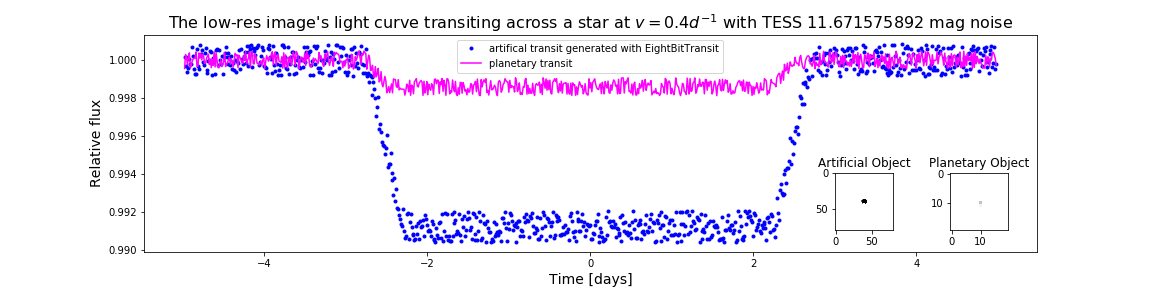 The low-res image's light curve transiting across a star at v = 0.4d⁻¹ with TESS 11.671575892 mag noise
artifical transit generated with EightBitTransit
planetary transit
Relative flux
1.000
0.998
0.996
0.994
0.992
0.990
Artificial Object
0
50
0
50
Planetary Object
0
10
0
10
−4
−2
0
2
4
Time [days]